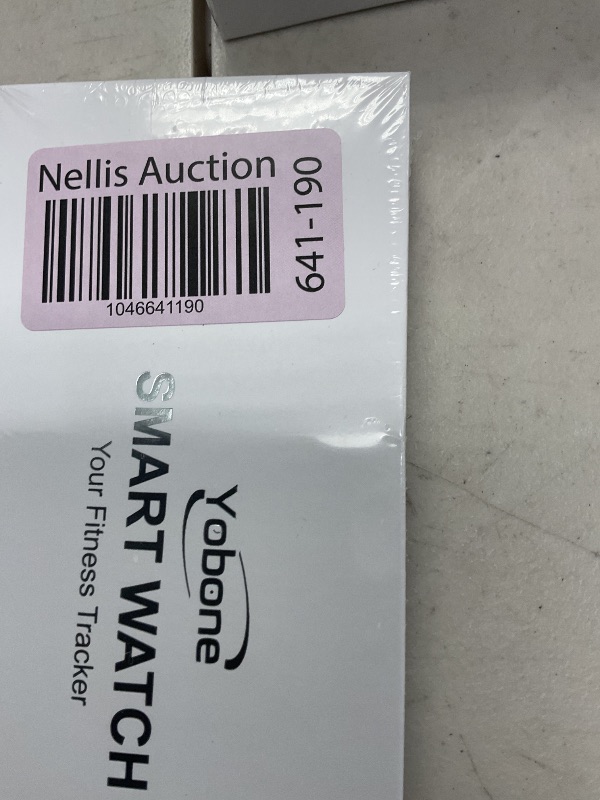 Nellis Auction
641-190
1046641190
Yobone
SMART WATCH
Your Fitness Tracker